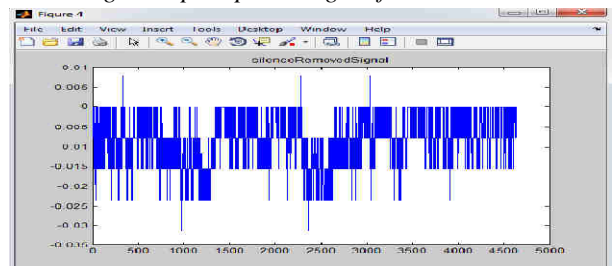 Figure 4
File Edit View Insert Tools Desktop Window Help
silenceRemovedSignal
0.01
0.005
0
0.005
0.01
-0.015
-0.02
-0.025
-0.03
-0.035
0 500 1000 1500 2000 2500 3000 3500 4000 4500 5000